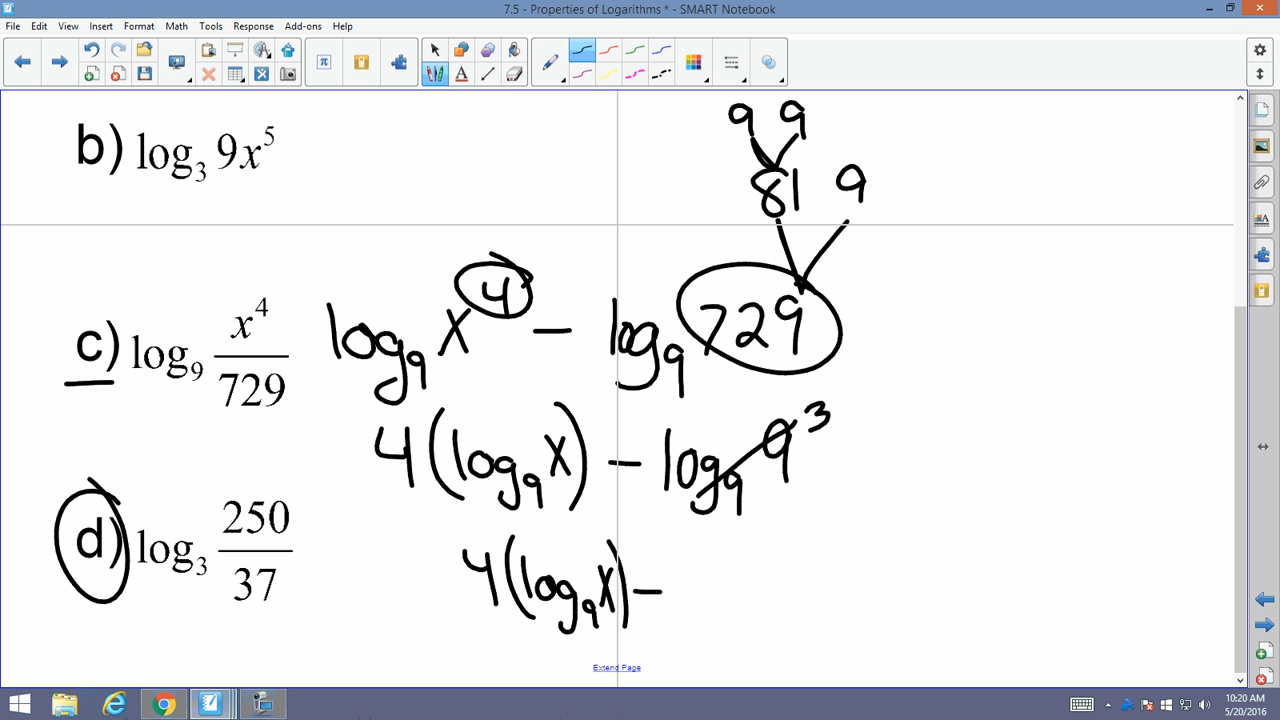 7.5 - Properties of Logarithms * - SMART Notebook
File Edit View Insert Format Math Tools Response Add-ons Help
9 9
b) log₃ 9x⁵
81 9
c) log₉ x⁴/729
log₉ x⁴ − log₉ 729
4(log₉ x) − log₉ 9³
d) log₃ 250/37
4(log₉ x) −
Extend Page
10:20 AM
5/20/2016